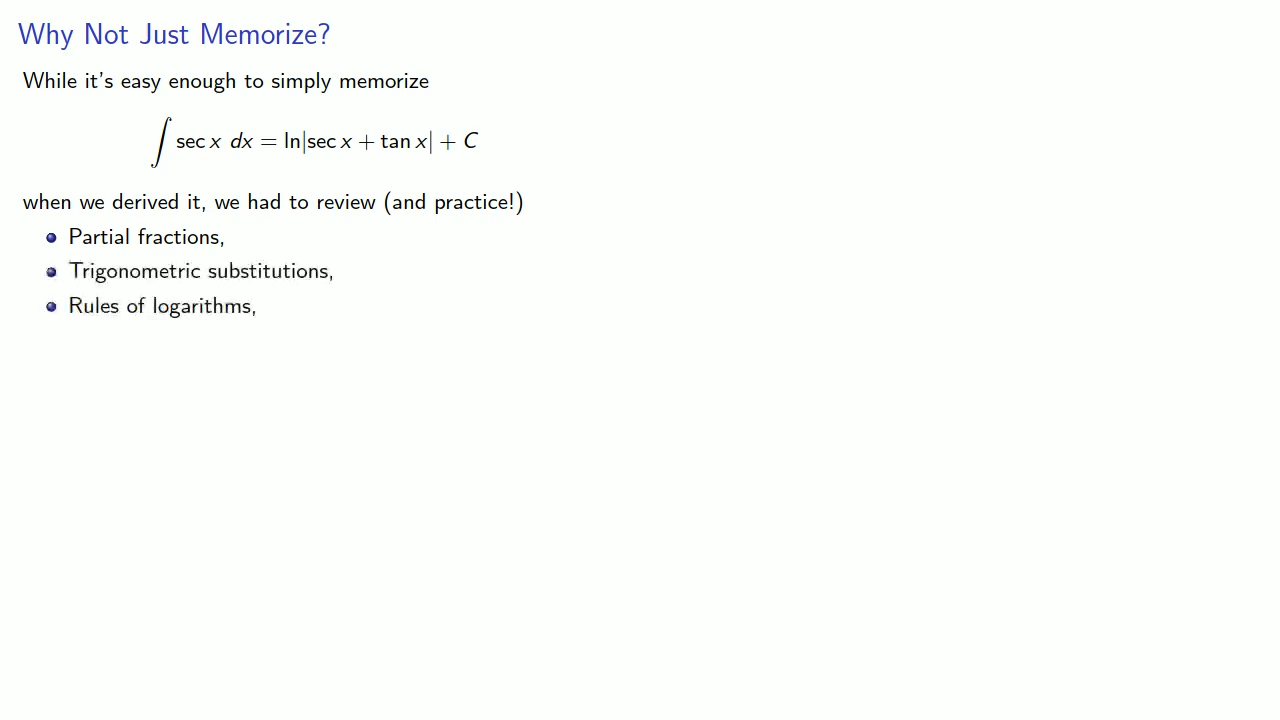 Why Not Just Memorize?
While it's easy enough to simply memorize
∫ sec x dx = ln|sec x + tan x| + C
when we derived it, we had to review (and practice!)
Partial fractions,
Trigonometric substitutions,
Rules of logarithms,